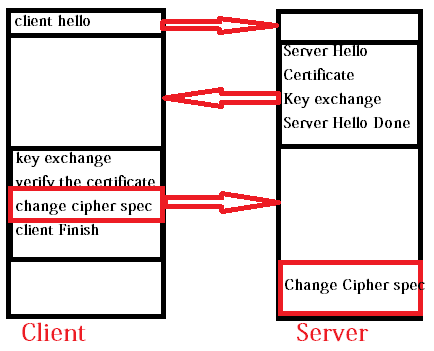 client hello
Server Hello
Certificate
Key exchange
Server Hello Done
key exchange
verify the certificate
change cipher spec
client Finish
Change Cipher spec
Client
Server